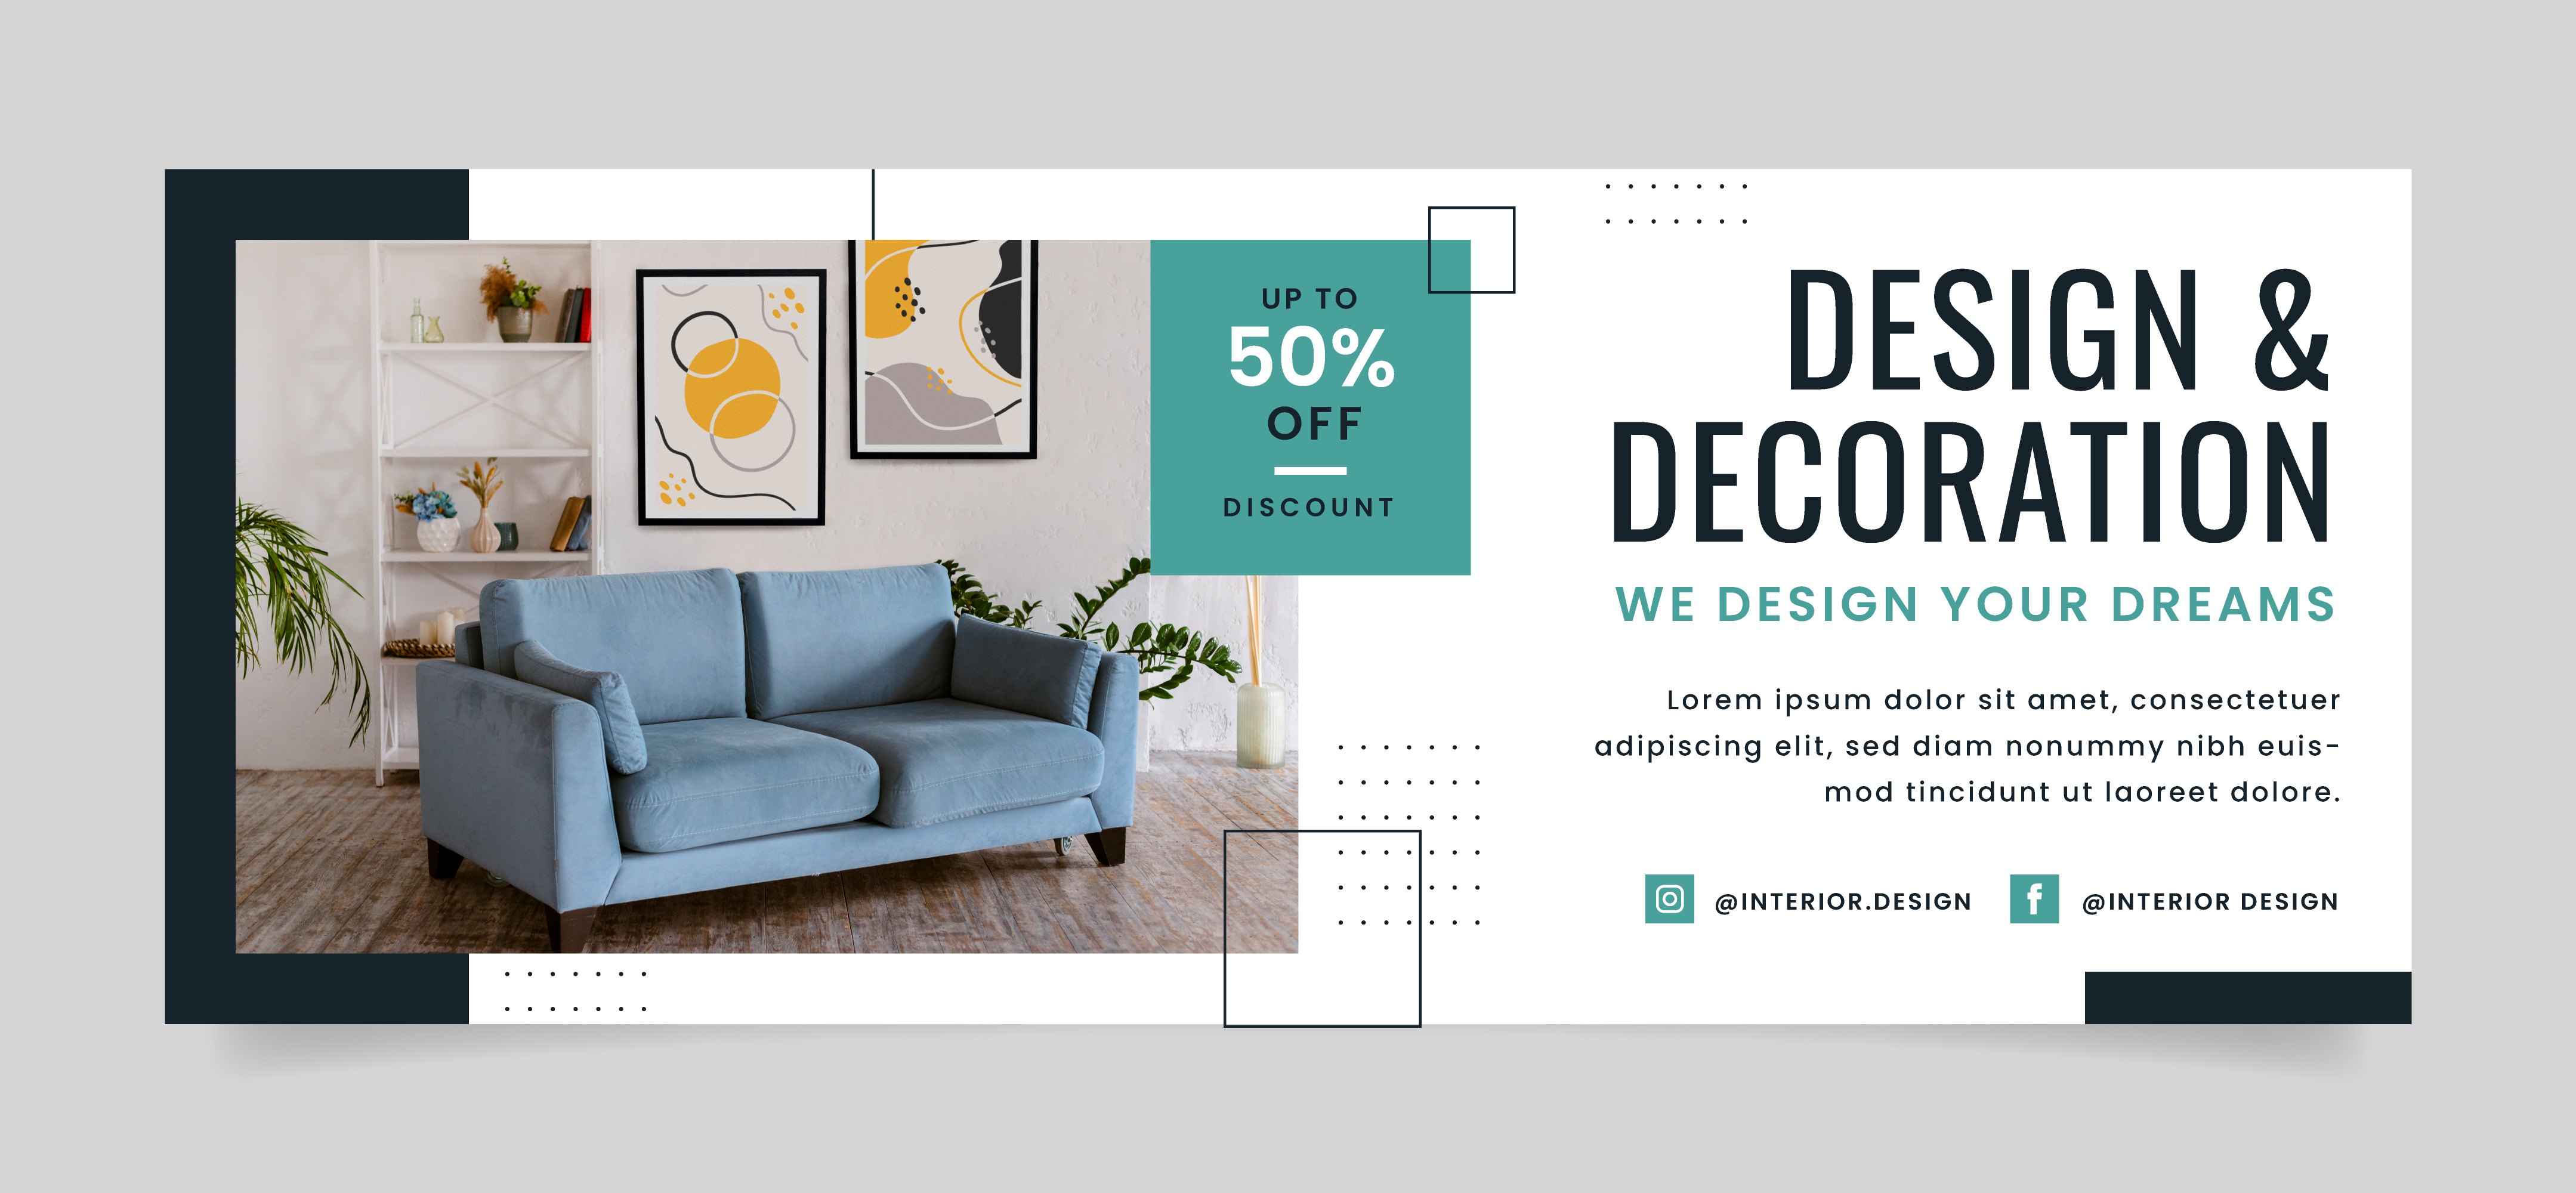 UP TO
50%
OFF
DISCOUNT
DESIGN &
DECORATION
WE DESIGN YOUR DREAMS
Lorem ipsum dolor sit amet, consectetuer
adipiscing elit, sed diam nonummy nibh euis-
mod tincidunt ut laoreet dolore.
@INTERIOR.DESIGN
@INTERIOR DESIGN